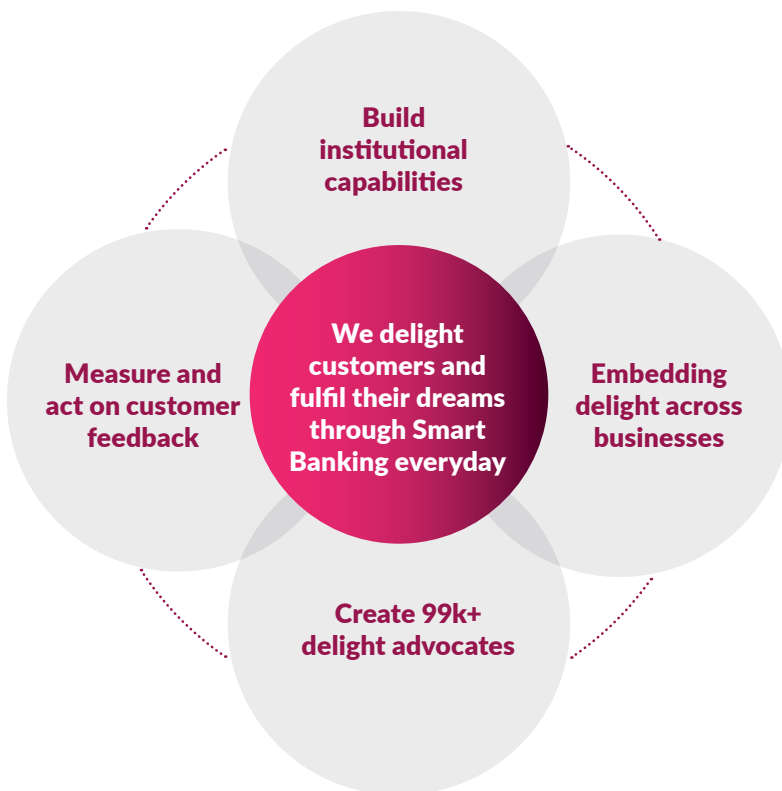 Build
institutional
capabilities
Measure and
act on customer
feedback
We delight
customers and
fulfil their dreams
through Smart
Banking everyday
Embedding
delight across
businesses
Create 99k+
delight advocates